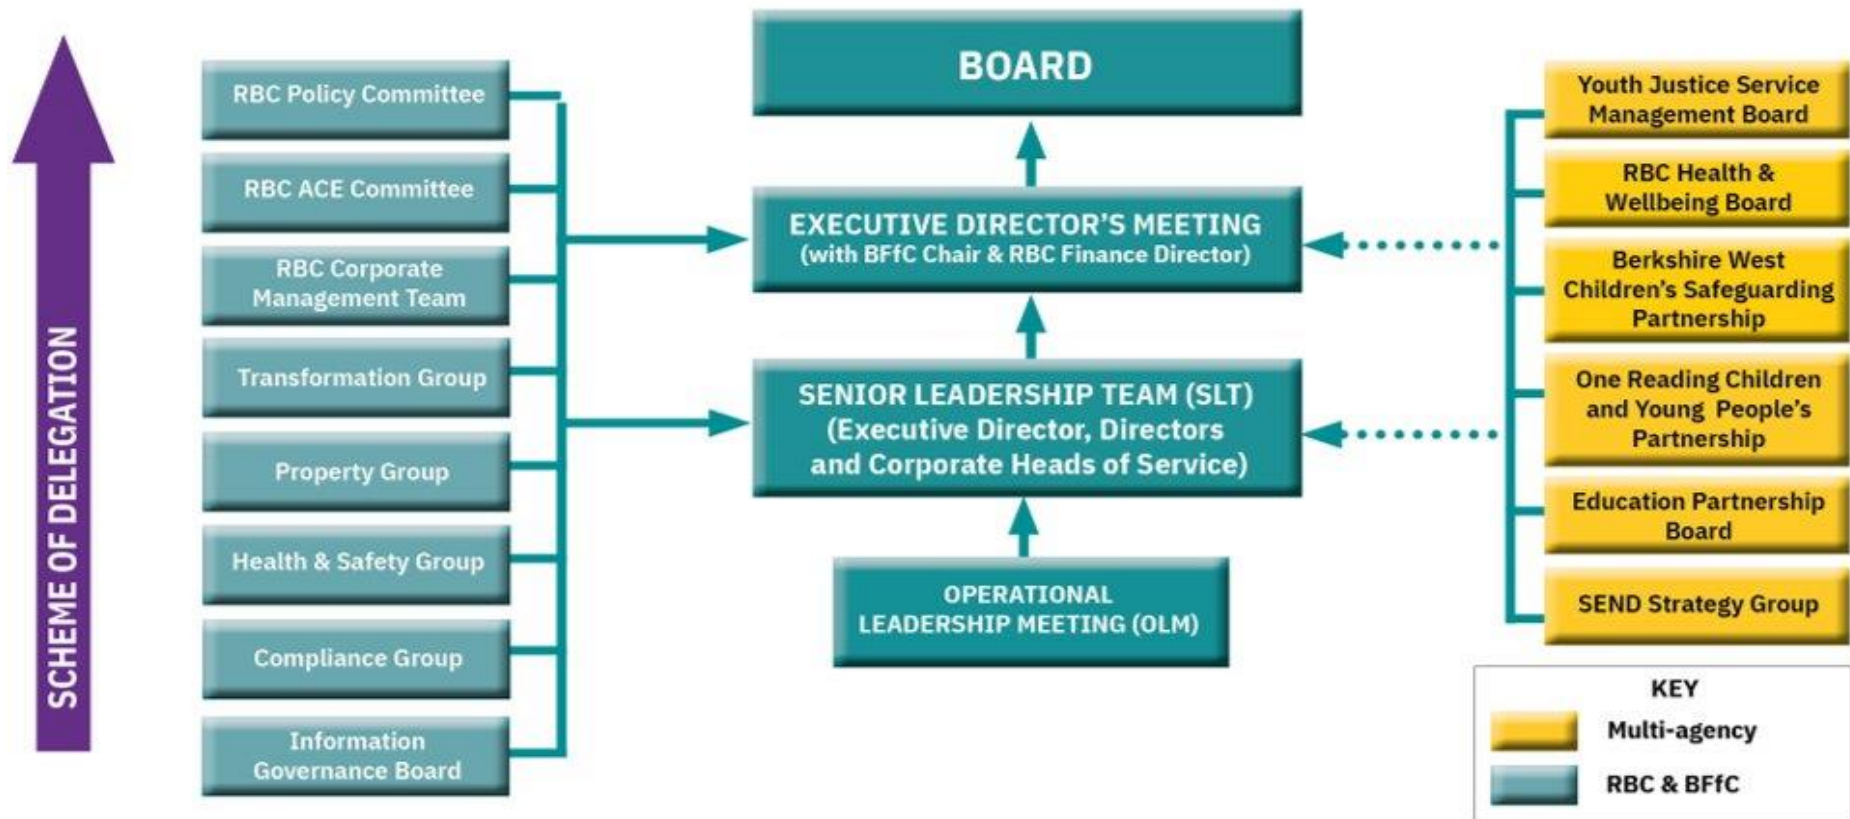 SCHEME OF DELEGATION
RBC Policy Committee
RBC ACE Committee
RBC Corporate
Management Team
Transformation Group
Property Group
Health & Safety Group
Compliance Group
Information
Governance Board
BOARD
EXECUTIVE DIRECTOR'S MEETING
(with BFfC Chair & RBC Finance Director)
SENIOR LEADERSHIP TEAM (SLT)
(Executive Director, Directors
and Corporate Heads of Service)
OPERATIONAL
LEADERSHIP MEETING (OLM)
Youth Justice Service
Management Board
RBC Health &
Wellbeing Board
Berkshire West
Children's Safeguarding
Partnership
One Reading Children
and Young People's
Partnership
Education Partnership
Board
SEND Strategy Group
KEY
Multi-agency
RBC & BFfC